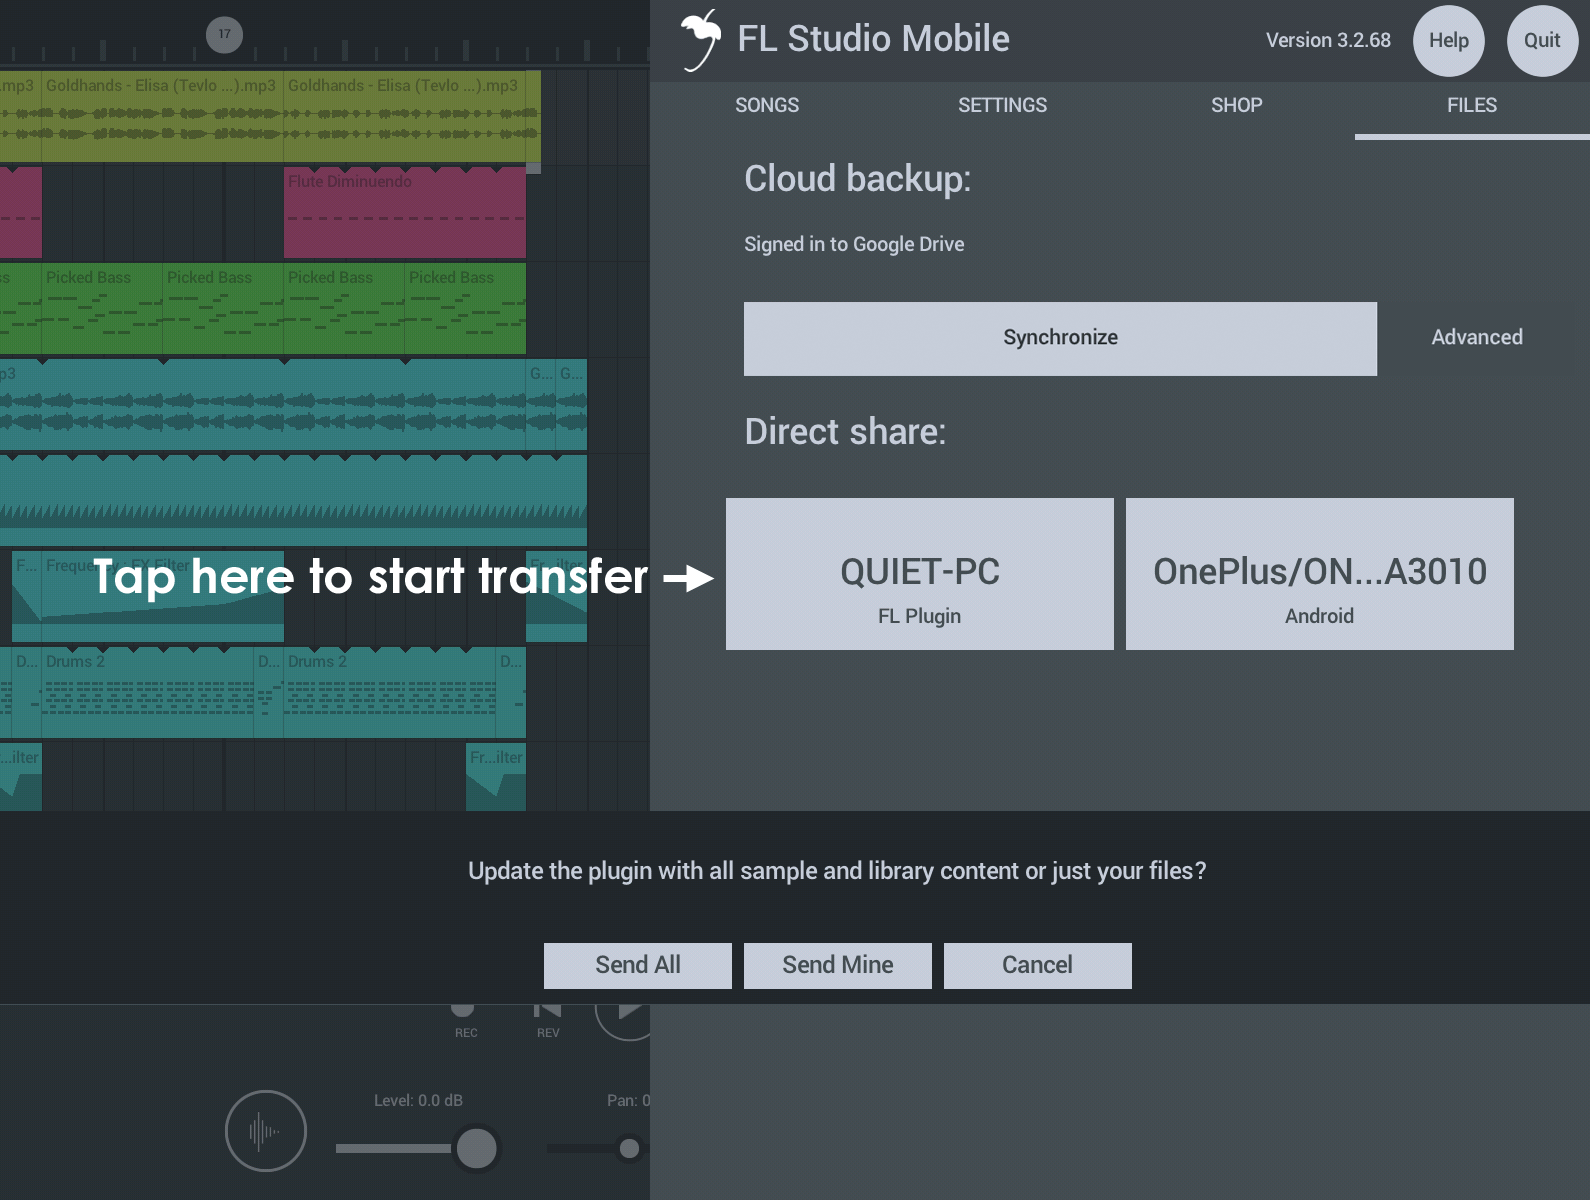 17
FL Studio Mobile
Version 3.2.68
Help
Quit
SONGS
SETTINGS
SHOP
FILES
.mp3
Goldhands - Elisa (Tevlo ...).mp3
Goldhands - Elisa (Tevlo ...).mp3
Flute Diminuendo
Cloud backup:
Signed in to Google Drive
Picked Bass
Picked Bass
Picked Bass
Picked Bass
Synchronize
Advanced
p3
G...
G...
Direct share:
F...
Frequency : FX Filter
Fr...ilter
Tap here to start transfer
QUIET-PC
FL Plugin
OnePlus/ON...A3010
Android
D...
Drums 2
D...
Drums 2
D...
...ilter
Fr...ilter
Update the plugin with all sample and library content or just your files?
Send All
Send Mine
Cancel
REC
REV
Level: 0.0 dB
Pan: 0